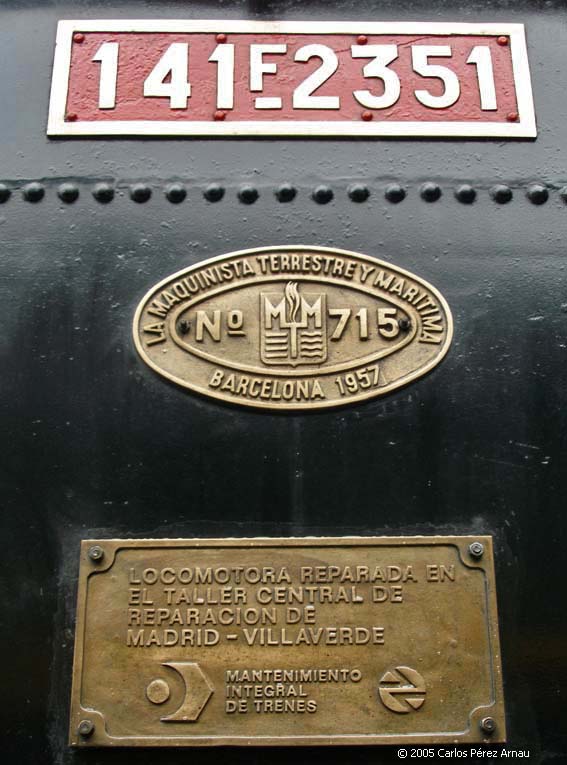 141F2351
LA MAQUINISTA TERRESTRE Y MARITIMA
Nº MM 715
BARCELONA 1957
LOCOMOTORA REPARADA EN
EL TALLER CENTRAL DE
REPARACION DE
MADRID-VILLAVERDE
MANTENIMIENTO
INTEGRAL
DE TRENES
© 2005 Carlos Pérez Arnau